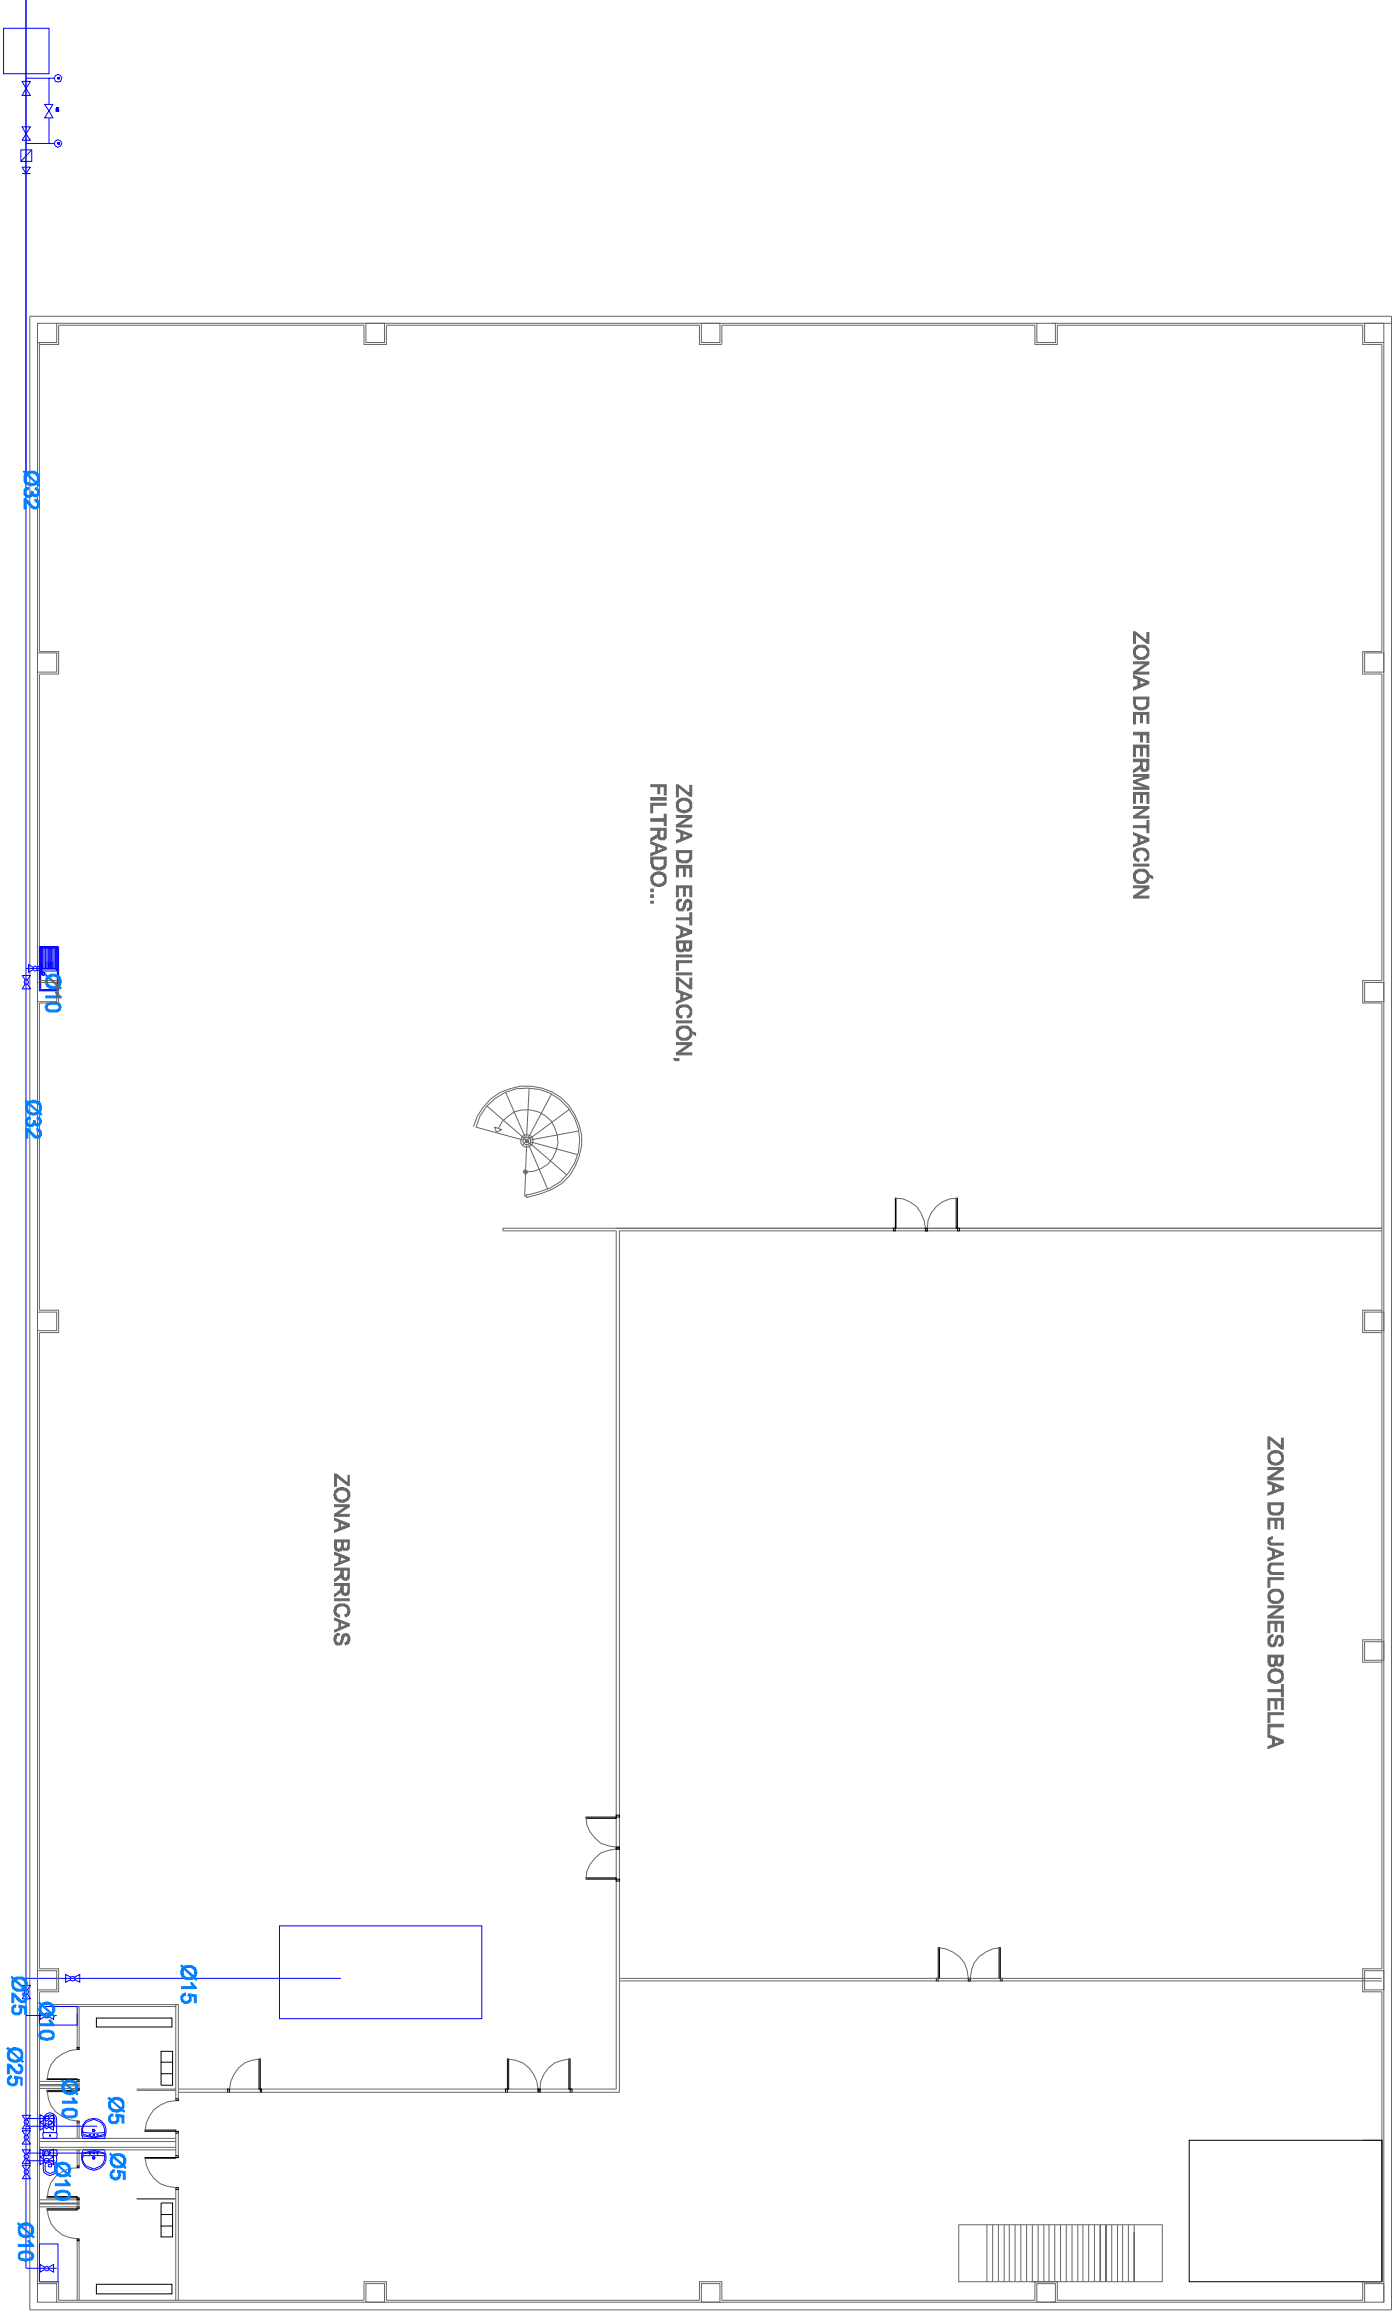 Ø32
ZONA DE FERMENTACIÓN
ZONA DE ESTABILIZACIÓN,
FILTRADO...
Ø10
Ø32
ZONA DE JAULONES BOTELLA
ZONA BARRICAS
Ø15
Ø25
Ø10
Ø25
Ø10
Ø5
Ø5
Ø10
Ø10